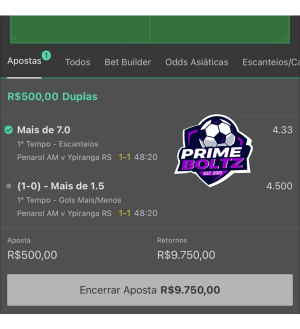 Apostas 1 Todos Bet Builder Odds Asiáticas Escanteios/Ca
R$500,00 Duplas
Mais de 7.0 4.33
1º Tempo - Escanteios
Penarol AM v Ypiranga RS 1-1 48:20
PRIME
BOLTZ
EST. 2001
(1-0) - Mais de 1.5 4.500
1º Tempo - Gols Mais/Menos
Penarol AM v Ypiranga RS 1-1 48:20
Aposta Retornos
R$500,00 R$9.750,00
Encerrar Aposta R$9.750,00